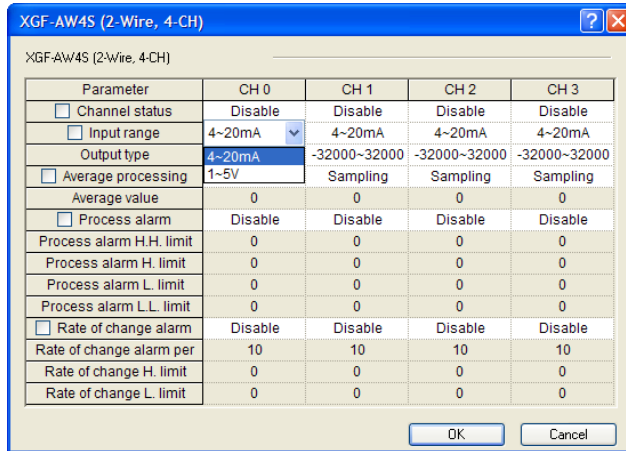 XGF-AW4S (2-Wire, 4-CH)
XGF-AW4S (2-Wire, 4-CH)
Parameter CH 0 CH 1 CH 2 CH 3
Channel status Disable Disable Disable Disable
Input range 4~20mA 4~20mA 4~20mA 4~20mA
Output type 4~20mA -32000~32000 -32000~32000 -32000~32000
Average processing 1~5V Sampling Sampling Sampling
Average value 0 0 0 0
Process alarm Disable Disable Disable Disable
Process alarm H.H. limit 0 0 0 0
Process alarm H. limit 0 0 0 0
Process alarm L. limit 0 0 0 0
Process alarm L.L. limit 0 0 0 0
Rate of change alarm Disable Disable Disable Disable
Rate of change alarm per 10 10 10 10
Rate of change H. limit 0 0 0 0
Rate of change L. limit 0 0 0 0
OK Cancel